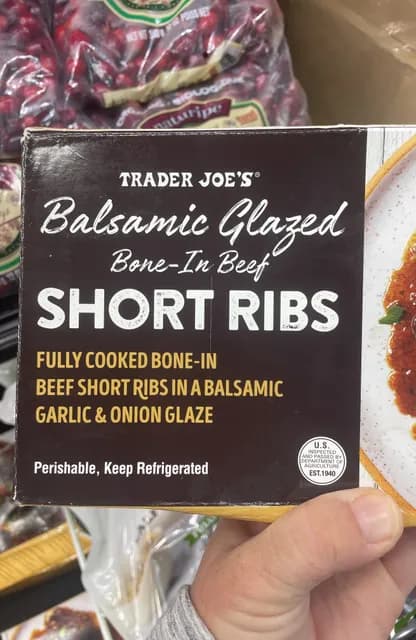 Naturipe
TRADER JOE'S®
Balsamic Glazed
Bone-In Beef
SHORT RIBS
FULLY COOKED BONE-IN
BEEF SHORT RIBS IN A BALSAMIC
GARLIC & ONION GLAZE
Perishable, Keep Refrigerated
U.S.
INSPECTED
AND PASSED BY
DEPARTMENT OF
AGRICULTURE
EST.1940